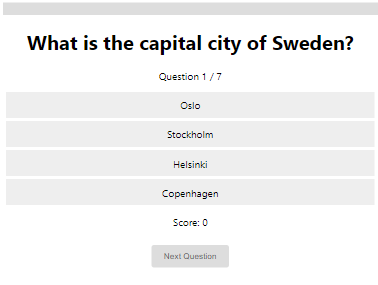 What is the capital city of Sweden?
Question 1 / 7
Oslo
Stockholm
Helsinki
Copenhagen
Score: 0
Next Question